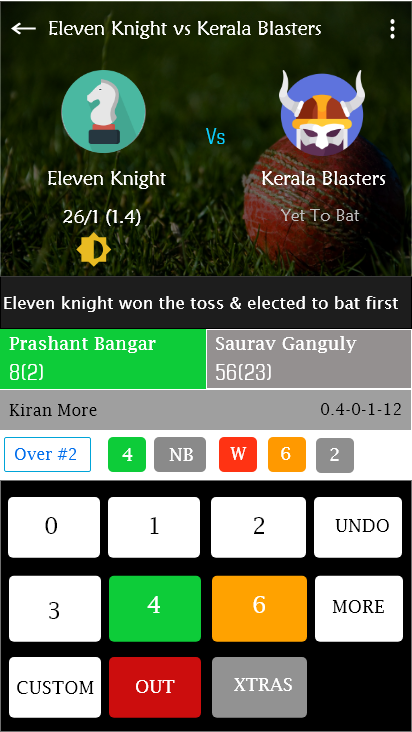 Eleven Knight vs Kerala Blasters
Vs
Eleven Knight
Kerala Blasters
26/1 (1.4)
Yet To Bat
Eleven knight won the toss & elected to bat first
Prashant Bangar
Saurav Ganguly
8(2)
56(23)
Kiran More
0.4-0-1-12
Over #2 4 NB W 6 2
0 1 2 UNDO
3 4 6 MORE
CUSTOM OUT XTRAS